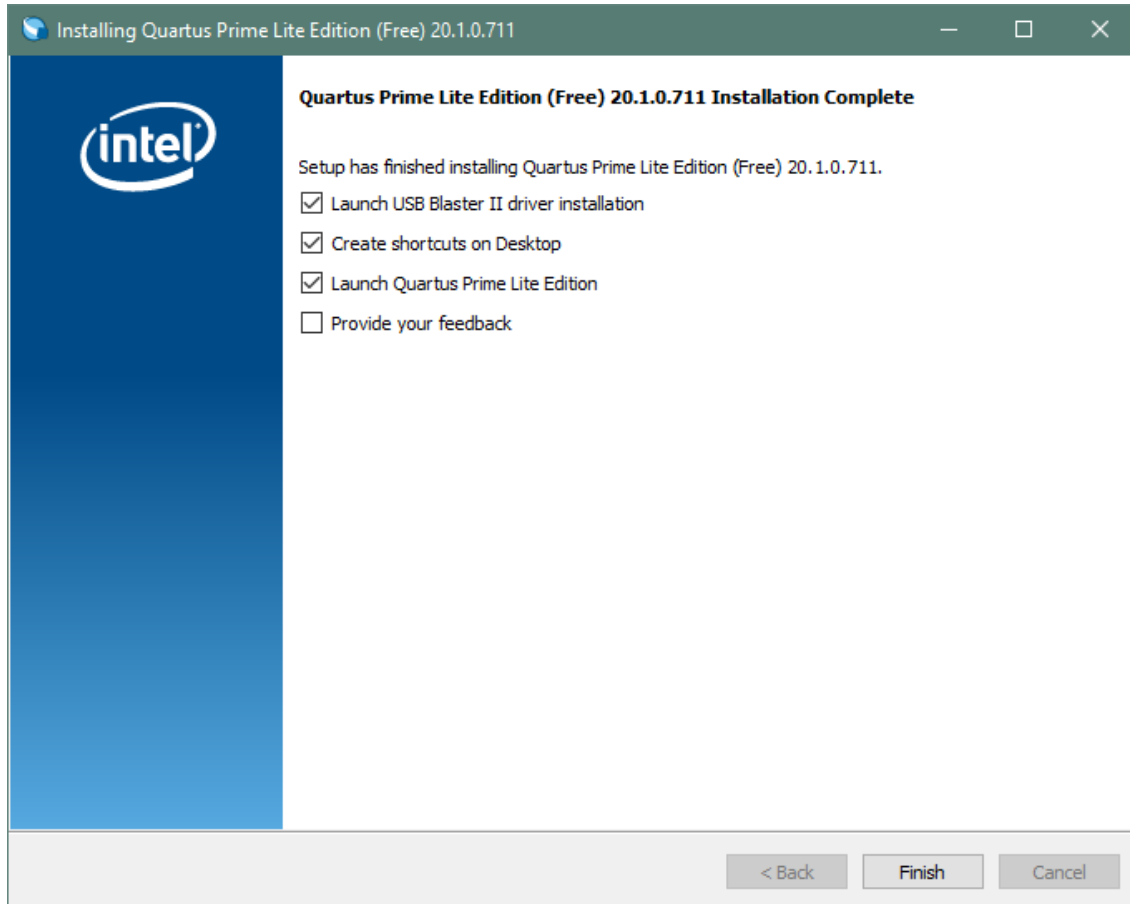 Installing Quartus Prime Lite Edition (Free) 20.1.0.711
intel
Quartus Prime Lite Edition (Free) 20.1.0.711 Installation Complete
Setup has finished installing Quartus Prime Lite Edition (Free) 20.1.0.711.
Launch USB Blaster II driver installation
Create shortcuts on Desktop
Launch Quartus Prime Lite Edition
Provide your feedback
< Back
Finish
Cancel